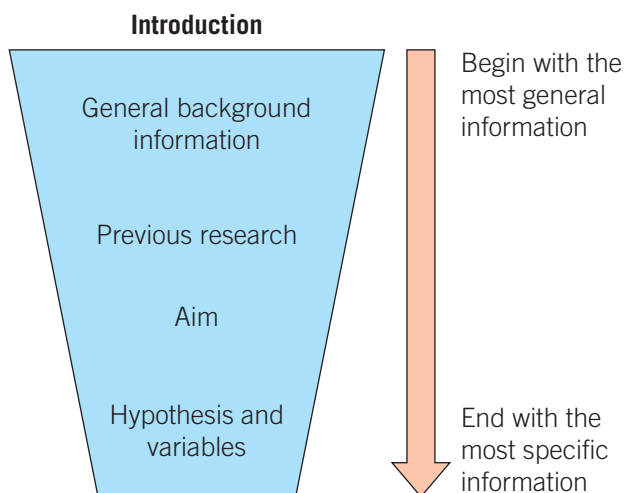 Introduction
General background
information
Previous research
Aim
Hypothesis and
variables
Begin with the
most general
information
End with the
most specific
information